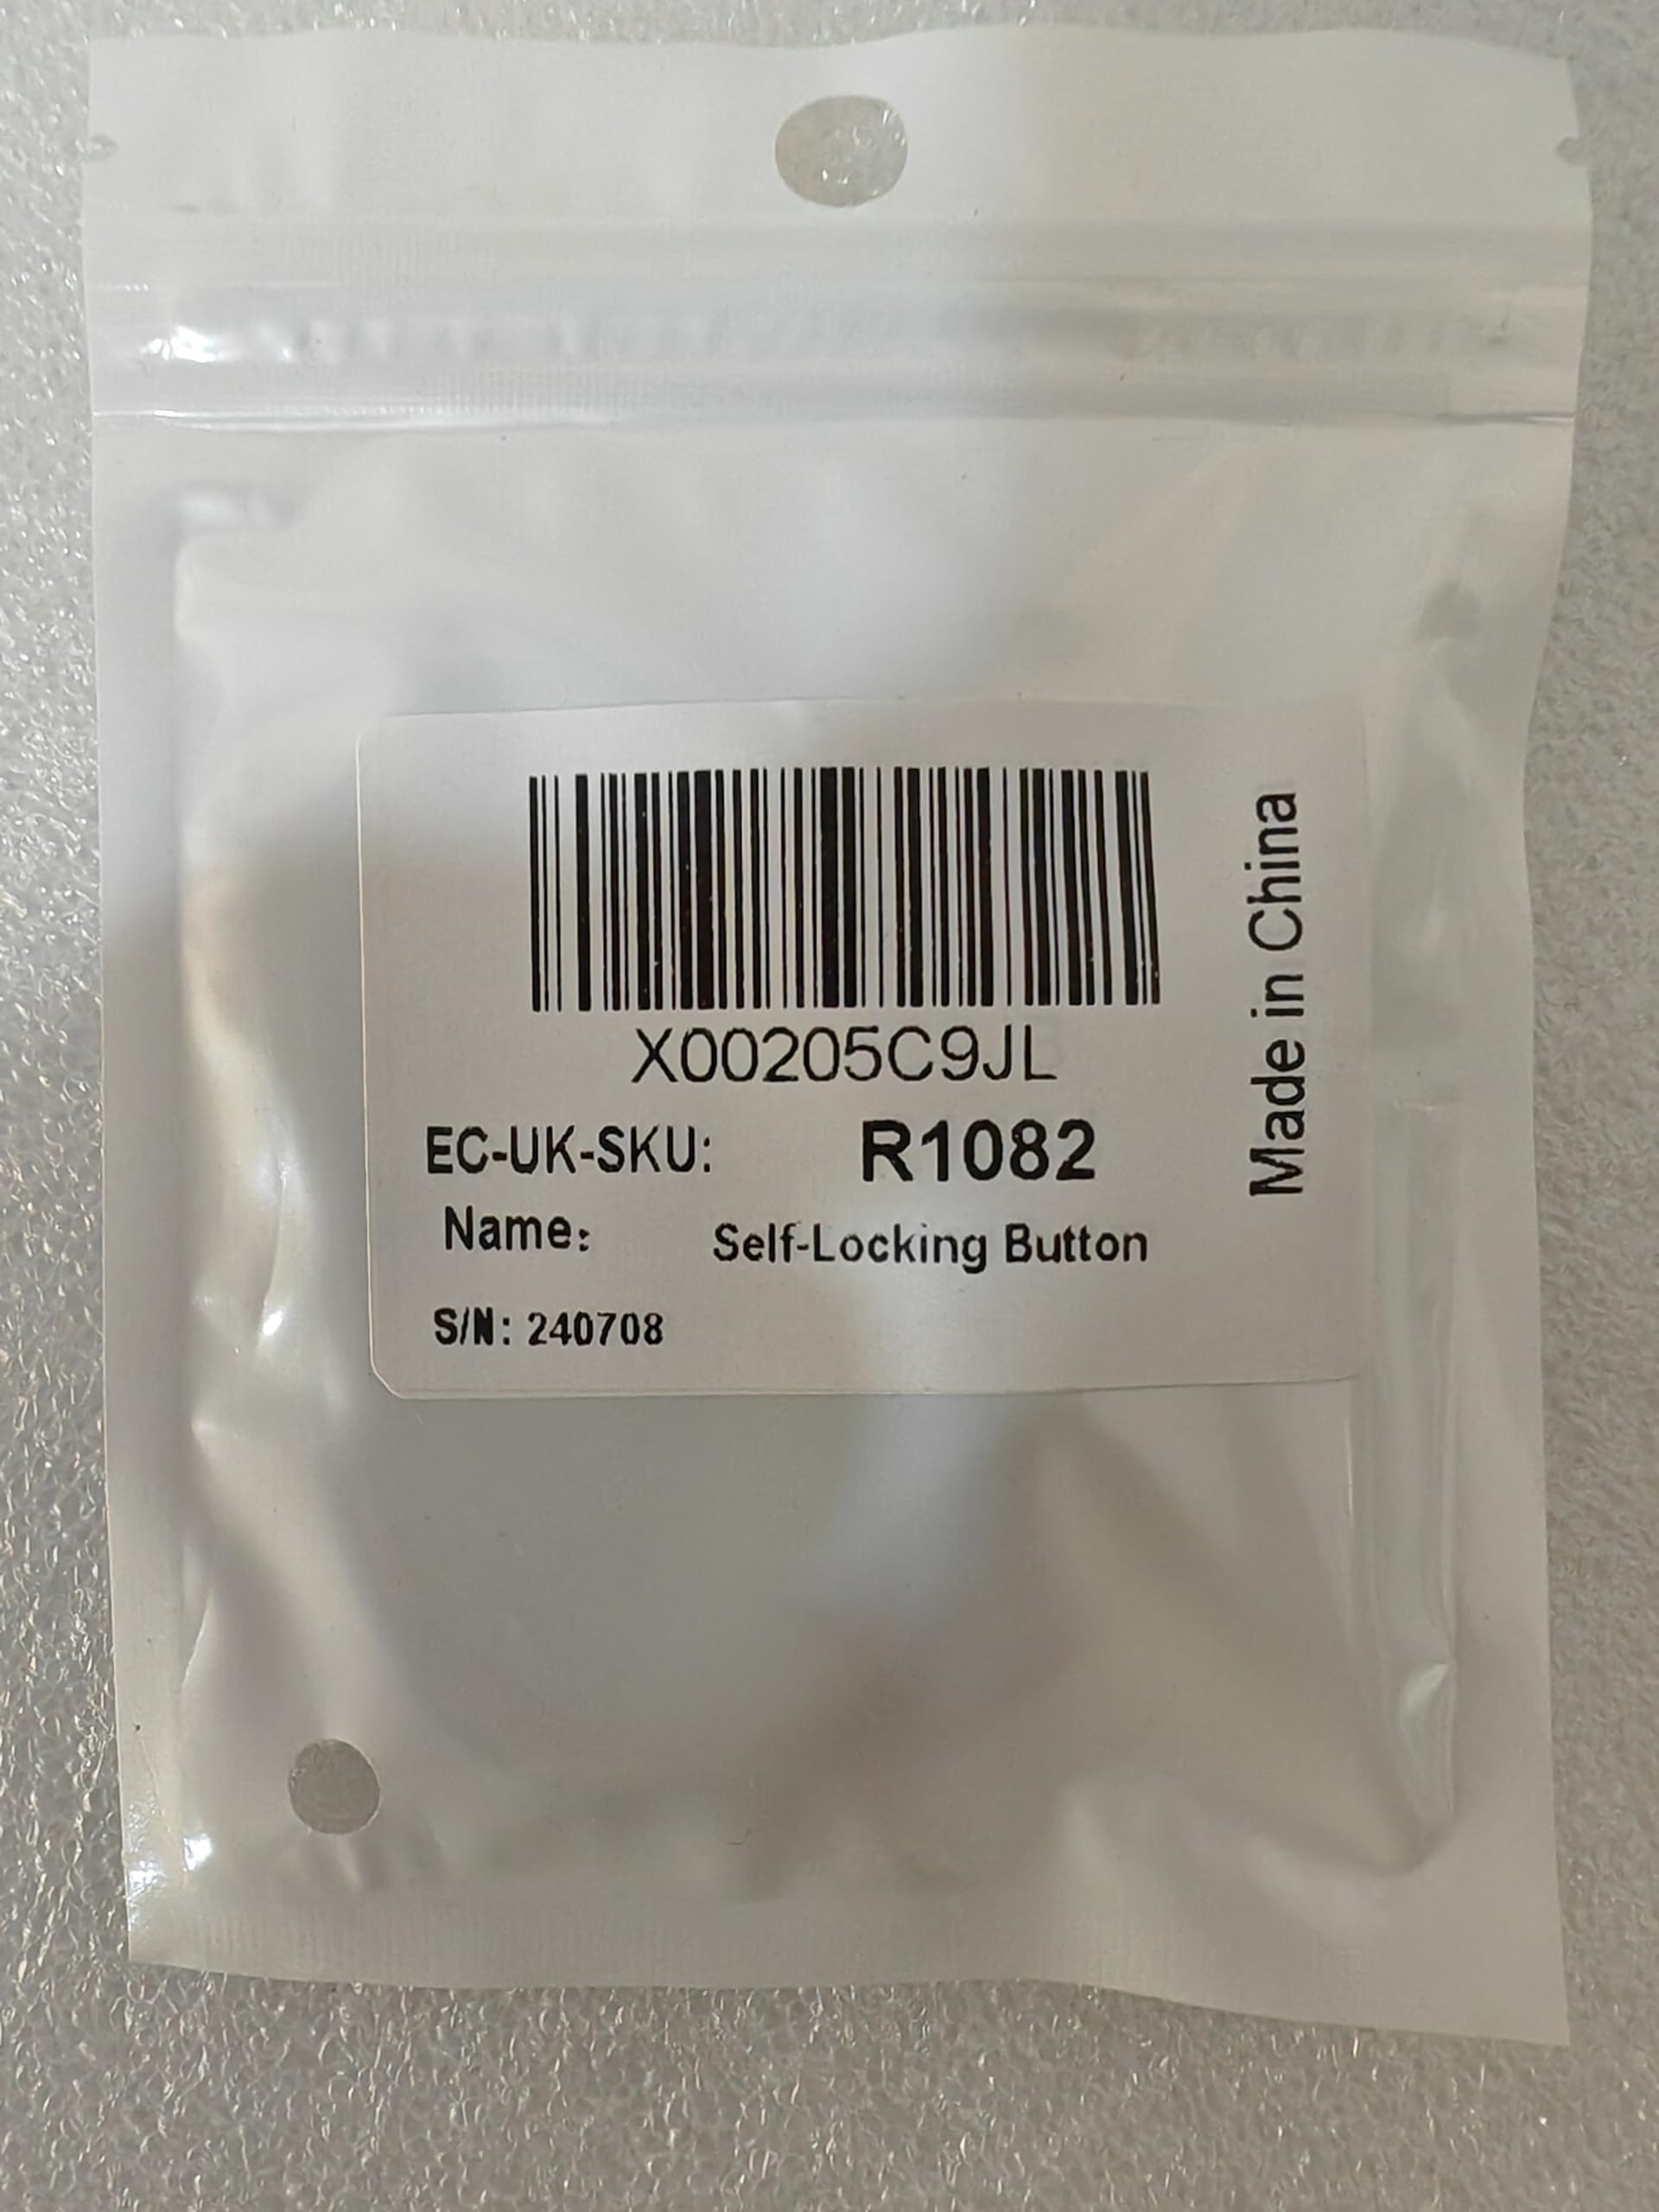 X00205C9JL
EC-UK-SKU: R1082
Name: Self-Locking Button
S/N: 240708
Made in China